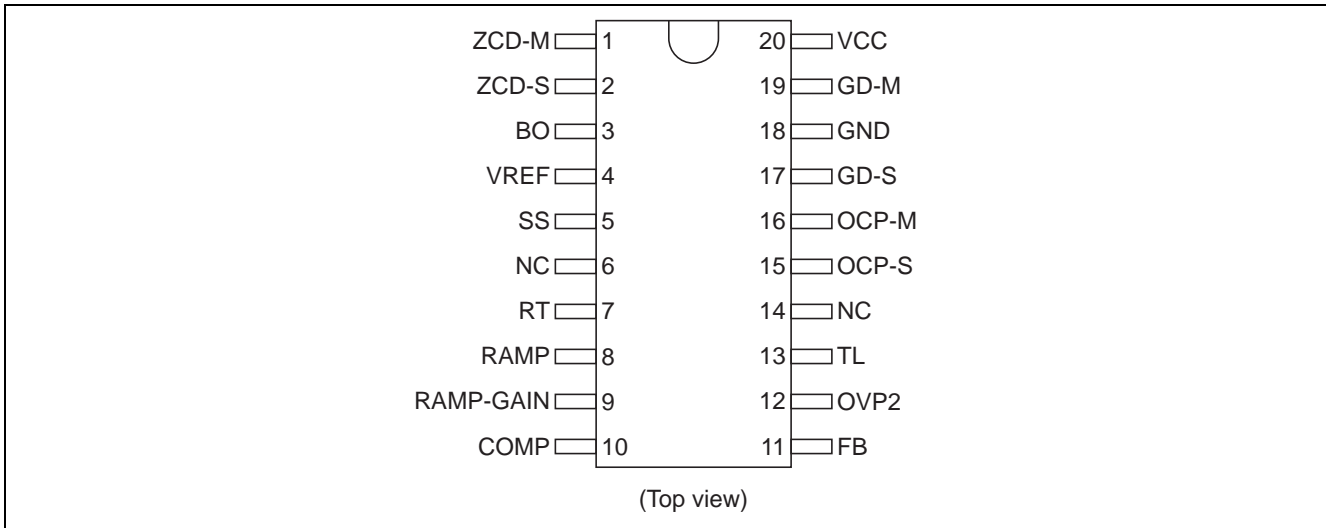 ZCD-M 1 20 VCC
ZCD-S 2 19 GD-M
BO 3 18 GND
VREF 4 17 GD-S
SS 5 16 OCP-M
NC 6 15 OCP-S
RT 7 14 NC
RAMP 8 13 TL
RAMP-GAIN 9 12 OVP2
COMP 10 11 FB
(Top view)